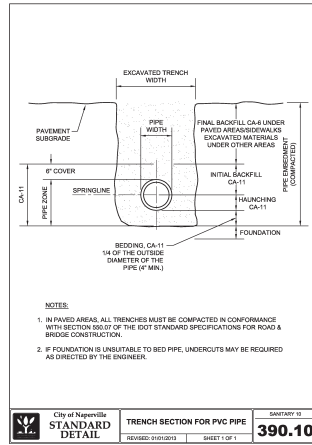 EXCAVATED TRENCH
WIDTH
PAVEMENT
SUBGRADE
PIPE
WIDTH
FINAL BACKFILL CA-6 UNDER
PAVED AREAS/SIDEWALKS
EXCAVATED MATERIALS
UNDER OTHER AREAS
PIPE EMBEDMENT
(COMPACTED)
6" COVER
INITIAL BACKFILL
CA-11
CA-11
PIPE ZONE
SPRINGLINE
HAUNCHING
CA-11
BEDDING, CA-11
1/4 OF THE OUTSIDE
DIAMETER OF THE
PIPE (4" MIN.)
FOUNDATION
NOTES:
1. IN PAVED AREAS, ALL TRENCHES MUST BE COMPACTED IN CONFORMANCE
WITH SECTION 550.07 OF THE IDOT STANDARD SPECIFICATIONS FOR ROAD &
BRIDGE CONSTRUCTION.
2. IF FOUNDATION IS UNSUITABLE TO BED PIPE, UNDERCUTS MAY BE REQUIRED
AS DIRECTED BY THE ENGINEER.
City of Naperville
STANDARD
DETAIL
TRENCH SECTION FOR PVC PIPE
REVISED: 01/01/2013
SHEET 1 OF 1
SANITARY 10
390.10